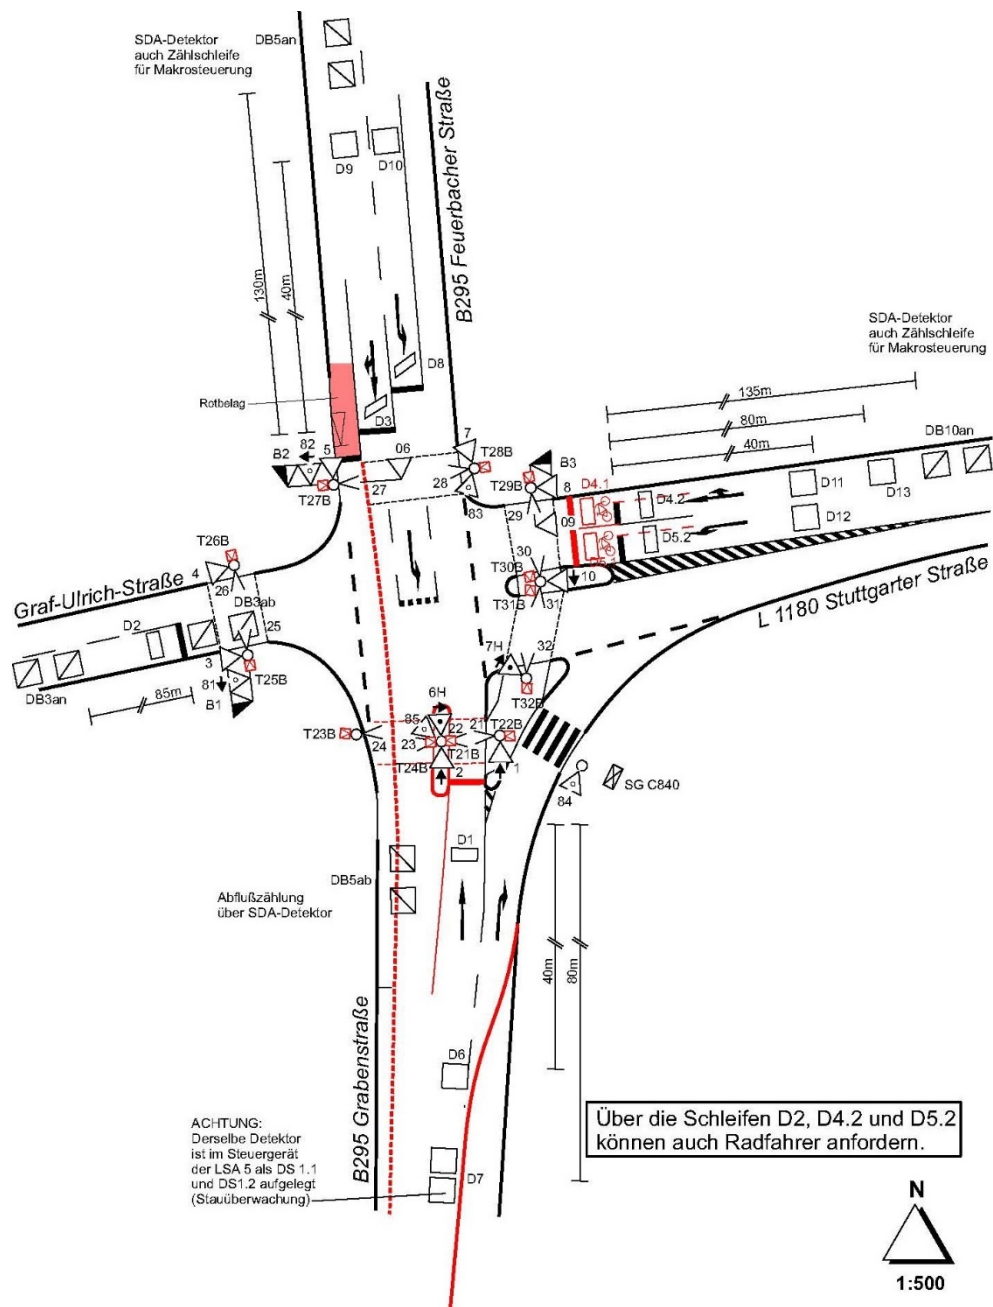 SDA-Detektor
auch Zählschleife
für Makrosteuerung
DB5an
D9
D10
B295 Feuerbacher Straße
130m
40m
D8
D3
Rotbelag
SDA-Detektor
auch Zählschleife
für Makrosteuerung
135m
80m
40m
DB10an
B2
82
5
06
7
T28B
B3
T27B
27
28
T29B
8
D4.1
D4.2
D11
D13
83
29
09
D12
D5.2
T26B
30
4
26
T30B
10
T31B
31
Graf-Ulrich-Straße
L 1180 Stuttgarter Straße
D2
DB3ab
25
3
81
T25B
DB3an
85m
B1
7H
32
6H
T32B
85
21
T22B
22
T23B
24
23
T21B
T24B
2
1
84
SG C840
D1
DB5ab
Abflußzählung
über SDA-Detektor
40m
80m
B295 Grabenstraße
D6
ACHTUNG:
Derselbe Detektor
ist im Steuergerät
der LSA 5 als DS 1.1
und DS1.2 aufgelegt
(Stauüberwachung)
D7
Über die Schleifen D2, D4.2 und D5.2
können auch Radfahrer anfordern.
N
1:500